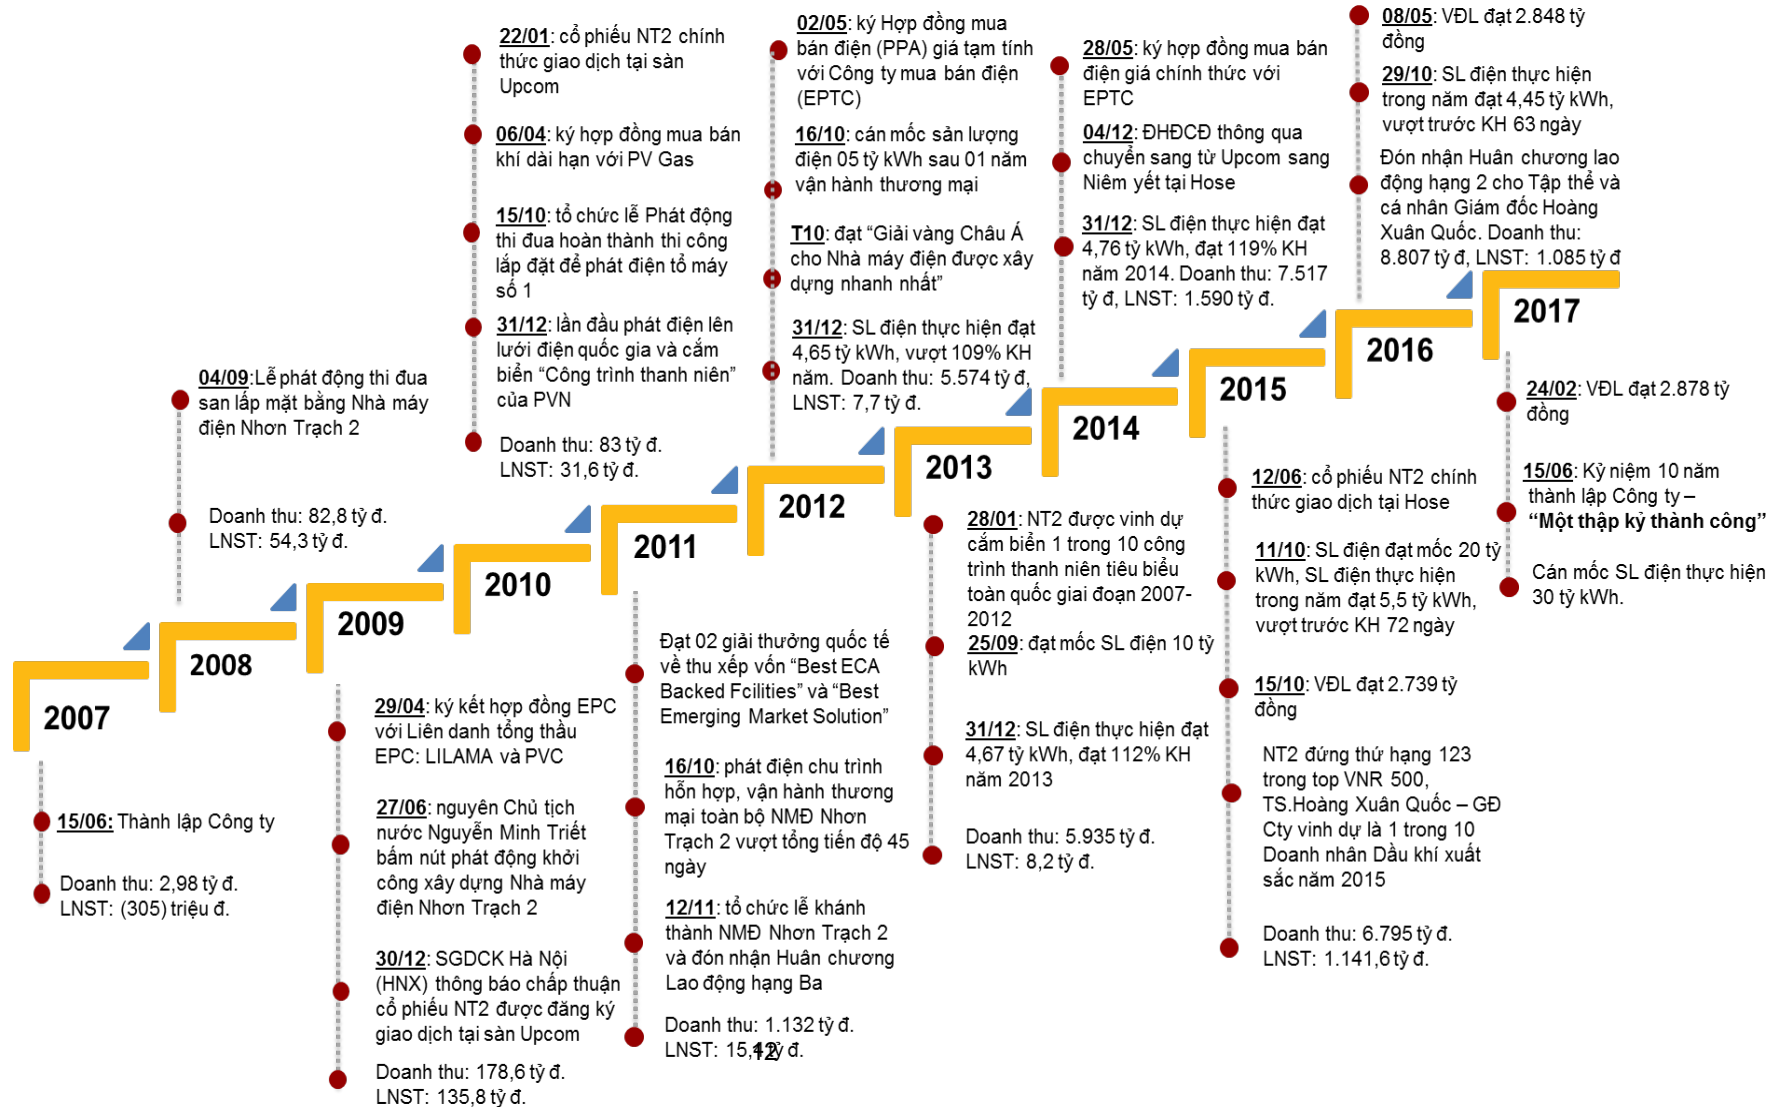 2007
15/06: Thành lập Công ty
Doanh thu: 2,98 tỷ đ.
LNST: (305) triệu đ.
04/09:Lễ phát động thi đua
san lấp mặt bằng Nhà máy
điện Nhơn Trạch 2
Doanh thu: 82,8 tỷ đ.
LNST: 54,3 tỷ đ.
2008
2009
29/04: ký kết hợp đồng EPC
với Liên danh tổng thầu
EPC: LILAMA và PVC
27/06: nguyên Chủ tịch
nước Nguyễn Minh Triết
bấm nút phát động khởi
công xây dựng Nhà máy
điện Nhơn Trạch 2
30/12: SGDCK Hà Nội
(HNX) thông báo chấp thuận
cổ phiếu NT2 được đăng ký
giao dịch tại sàn Upcom
Doanh thu: 178,6 tỷ đ.
LNST: 135,8 tỷ đ.
22/01: cổ phiếu NT2 chính
thức giao dịch tại sàn
Upcom
06/04: ký hợp đồng mua bán
khí dài hạn với PV Gas
15/10: tổ chức lễ Phát động
thi đua hoàn thành thi công
lắp đặt để phát điện tổ máy
số 1
31/12: lần đầu phát điện lên
lưới điện quốc gia và cắm
biển “Công trình thanh niên”
của PVN
Doanh thu: 83 tỷ đ.
LNST: 31,6 tỷ đ.
2010
2011
Đạt 02 giải thưởng quốc tế
về thu xếp vốn “Best ECA
Backed Fcilities” và “Best
Emerging Market Solution”
16/10: phát điện chu trình
hỗn hợp, vận hành thương
mại toàn bộ NMĐ Nhơn
Trạch 2 vượt tổng tiến độ 45
ngày
12/11: tổ chức lễ khánh
thành NMĐ Nhơn Trạch 2
và đón nhận Huân chương
Lao động hạng Ba
Doanh thu: 1.132 tỷ đ.
LNST: 15,4 tỷ đ.
12
02/05: ký Hợp đồng mua
bán điện (PPA) giá tạm tính
với Công ty mua bán điện
(EPTC)
16/10: cán mốc sản lượng
điện 05 tỷ kWh sau 01 năm
vận hành thương mại
T10: đạt “Giải vàng Châu Á
cho Nhà máy điện được xây
dựng nhanh nhất”
31/12: SL điện thực hiện đạt
4,65 tỷ kWh, vượt 109% KH
năm. Doanh thu: 5.574 tỷ đ,
LNST: 7,7 tỷ đ.
2012
2013
28/01: NT2 được vinh dự
cắm biển 1 trong 10 công
trình thanh niên tiêu biểu
toàn quốc giai đoạn 2007-
2012
25/09: đạt mốc SL điện 10 tỷ
kWh
31/12: SL điện thực hiện đạt
4,67 tỷ kWh, đạt 112% KH
năm 2013
Doanh thu: 5.935 tỷ đ.
LNST: 8,2 tỷ đ.
28/05: ký hợp đồng mua bán
điện giá chính thức với
EPTC
04/12: ĐHĐCĐ thông qua
chuyển sang từ Upcom sang
Niêm yết tại Hose
31/12: SL điện thực hiện đạt
4,76 tỷ kWh, đạt 119% KH
năm 2014. Doanh thu: 7.517
tỷ đ, LNST: 1.590 tỷ đ.
2014
2015
12/06: cổ phiếu NT2 chính
thức giao dịch tại Hose
11/10: SL điện đạt mốc 20 tỷ
kWh, SL điện thực hiện
trong năm đạt 5,5 tỷ kWh,
vượt trước KH 72 ngày
15/10: VĐL đạt 2.739 tỷ
đồng
NT2 đứng thứ hạng 123
trong top VNR 500,
TS.Hoàng Xuân Quốc – GĐ
Cty vinh dự là 1 trong 10
Doanh nhân Dầu khí xuất
sắc năm 2015
Doanh thu: 6.795 tỷ đ.
LNST: 1.141,6 tỷ đ.
08/05: VĐL đạt 2.848 tỷ
đồng
29/10: SL điện thực hiện
trong năm đạt 4,45 tỷ kWh,
vượt trước KH 63 ngày
Đón nhận Huân chương lao
động hạng 2 cho Tập thể và
cá nhân Giám đốc Hoàng
Xuân Quốc. Doanh thu:
8.807 tỷ đ, LNST: 1.085 tỷ đ
2016
2017
24/02: VĐL đạt 2.878 tỷ
đồng
15/06: Kỷ niệm 10 năm
thành lập Công ty –
“Một thập kỷ thành công”
Cán mốc SL điện thực hiện
30 tỷ kWh.